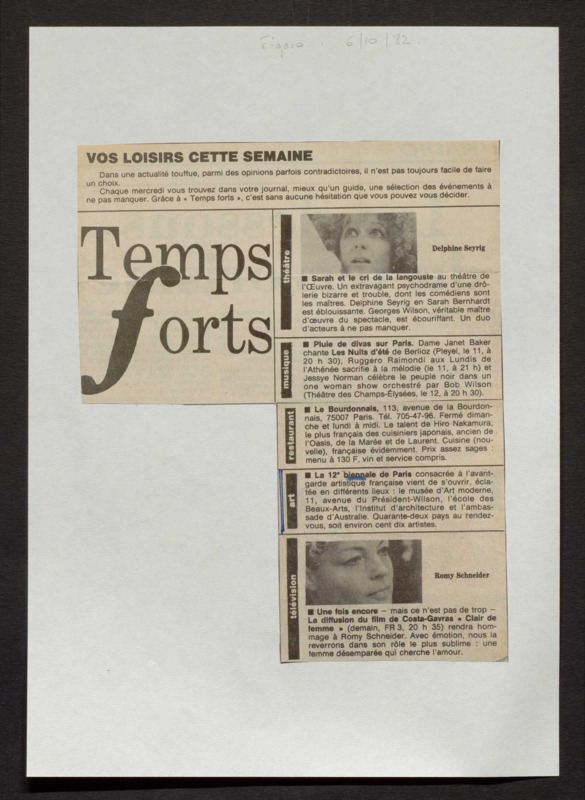 Figaro. 6/10/82.
VOS LOISIRS CETTE SEMAINE
Dans une actualité touffue, parmi des opinions parfois contradictoires, il n'est pas toujours facile de faire
un choix.
Chaque mercredi vous trouvez dans votre journal, mieux qu'un guide, une sélection des événements à
ne pas manquer. Grâce à « Temps forts », c'est sans aucune hésitation que vous pouvez vous décider.
Temps
forts
théâtre
Delphine Seyrig
■ Sarah et le cri de la langouste au théâtre de
l'Œuvre. Un extravagant psychodrame d'une drô-
lerie bizarre et trouble, dont les comédiens sont
les maîtres. Delphine Seyrig en Sarah Bernhardt
est éblouissante. Georges Wilson, véritable maître
d'œuvre du spectacle, est ébouriffant. Un duo
d'acteurs à ne pas manquer.
musique
■ Pluie de divas sur Paris. Dame Janet Baker
chante Les Nuits d'été de Berlioz (Pleyel, le 11, à
20 h 30), Ruggero Raimondi aux Lundis de
l'Athénée sacrifie à la mélodie (le 11, à 21 h) et
Jessye Norman célèbre le peuple noir dans un
one woman show orchestré par Bob Wilson
(Théâtre des Champs-Élysées, le 12, à 20 h 30).
restaurant
■ Le Bourdonnais, 113, avenue de la Bourdon-
nais, 75007 Paris. Tél. 705-47-96. Fermé diman-
che et lundi à midi. Le talent de Hiro Nakamura,
le plus français des cuisiniers japonais, ancien de
l'Oasis, de la Marée et de Laurent. Cuisine (nou-
velle), française évidemment. Prix assez sages :
menu à 130 F, vin et service compris.
art
■ La 12e biennale de Paris consacrée à l'avant-
garde artistique française vient de s'ouvrir, écla-
tée en différents lieux : le musée d'Art moderne,
11, avenue du Président-Wilson, l'école des
Beaux-Arts, l'Institut d'architecture et l'ambas-
sade d'Australie. Quarante-deux pays au rendez-
vous, soit environ cent dix artistes.
télévision
Romy Schneider
■ Une fois encore – mais ce n'est pas de trop –
La diffusion du film de Costa-Gavras « Clair de
femme » (demain, FR 3, 20 h 35) rendra hom-
mage à Romy Schneider. Avec émotion, nous la
reverrons dans son rôle le plus sublime : une
femme désemparée qui cherche l'amour.